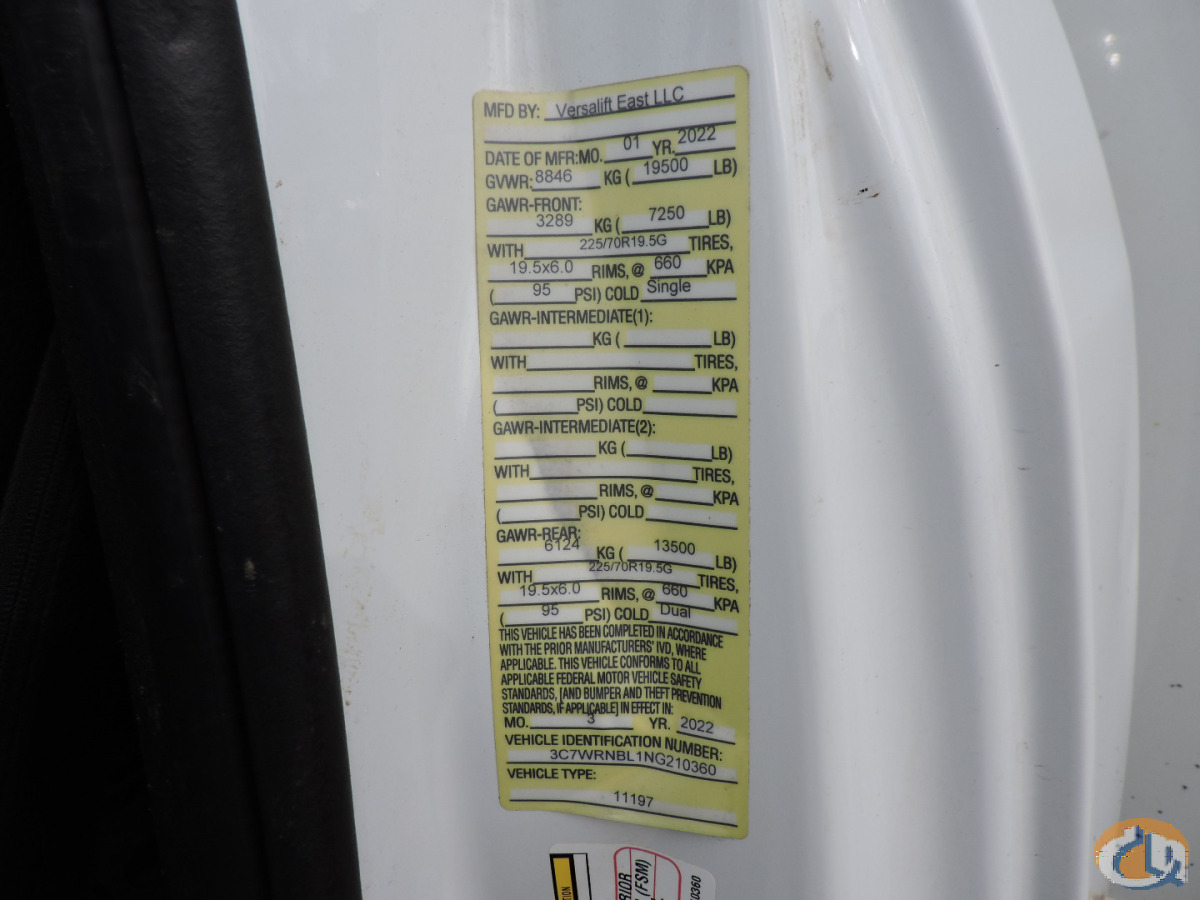 MFD BY: Versalift East LLC
DATE OF MFR:MO. 01 YR. 2022
GVWR: 8846 KG ( 19500 LB)
GAWR-FRONT:
3289 KG ( 7250 LB)
WITH 225/70R19.5G TIRES,
19.5x6.0 RIMS, @ 660 KPA
( 95 PSI) COLD Single
GAWR-INTERMEDIATE(1):
KG ( LB)
WITH TIRES,
RIMS, @ KPA
( PSI) COLD
GAWR-INTERMEDIATE(2):
KG ( LB)
WITH TIRES,
RIMS, @ KPA
( PSI) COLD
GAWR-REAR:
6124 KG ( 13500 LB)
WITH 225/70R19.5G TIRES,
19.5x6.0 RIMS, @ 660 KPA
( 95 PSI) COLD Dual
THIS VEHICLE HAS BEEN COMPLETED IN ACCORDANCE
WITH THE PRIOR MANUFACTURERS' IVD, WHERE
APPLICABLE. THIS VEHICLE CONFORMS TO ALL
APPLICABLE FEDERAL MOTOR VEHICLE SAFETY
STANDARDS, [AND BUMPER AND THEFT PREVENTION
STANDARDS, IF APPLICABLE] IN EFFECT IN:
MO. 3 YR. 2022
VEHICLE IDENTIFICATION NUMBER:
3C7WRNBL1NG210360
VEHICLE TYPE:
11197
(FSM)